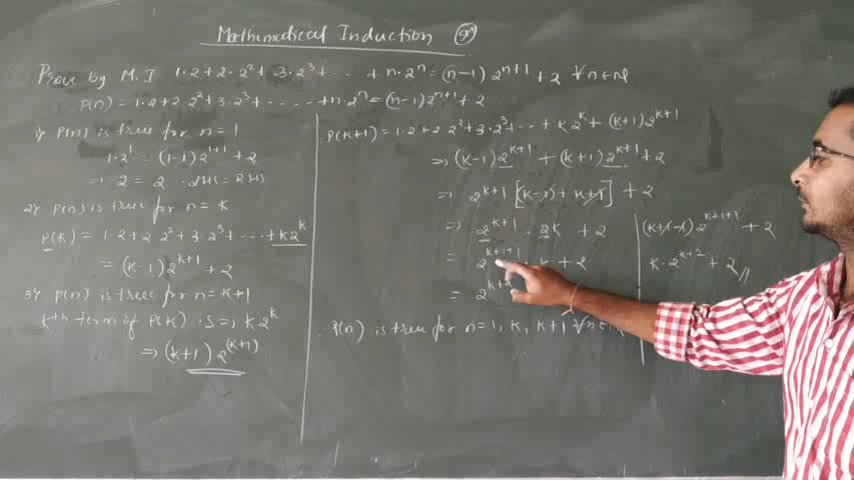 Mathematical Induction
Prove by M.I 1·2+2·2²+3·2³+ - .. + n·2ⁿ = (n-1) 2ⁿ⁺¹ + 2 ∀n∈N
P(n) = 1·2+2 2²+3·2³+ - ..... +n·2ⁿ = (n-1)2ⁿ⁺¹+2
1) P(n) is true for n=1
1·2¹ = (1-1)2¹⁺¹ +2
2 = 2 LHS = RHS
2) P(n) is true for n=k
P(k) = 1·2+2 2²+3 2³+ - ..+k2ᵏ
= (k-1)2ᵏ⁺¹ +2
3) P(n) is true for n=k+1
kᵗʰ term of P(k) is => k2ᵏ
=> (k+1) 2⁽ᵏ⁺¹⁾
P(k+1) = 1·2+2 2²+3·2³+ - .. + k2ᵏ+(k+1)2ᵏ⁺¹
=> (k-1)2ᵏ⁺¹ + (k+1)2ᵏ⁺¹+2
=> 2ᵏ⁺¹ [k-1+k+1] +2
=> 2ᵏ⁺¹ · 2k +2
= 2ᵏ⁺¹⁺¹ · k+2
= 2
P(n) is true for n=1, k, k+1 ∀n∈
(k+1-1)2ᵏ⁺¹⁺¹ +2
k·2ᵏ⁺² +2//